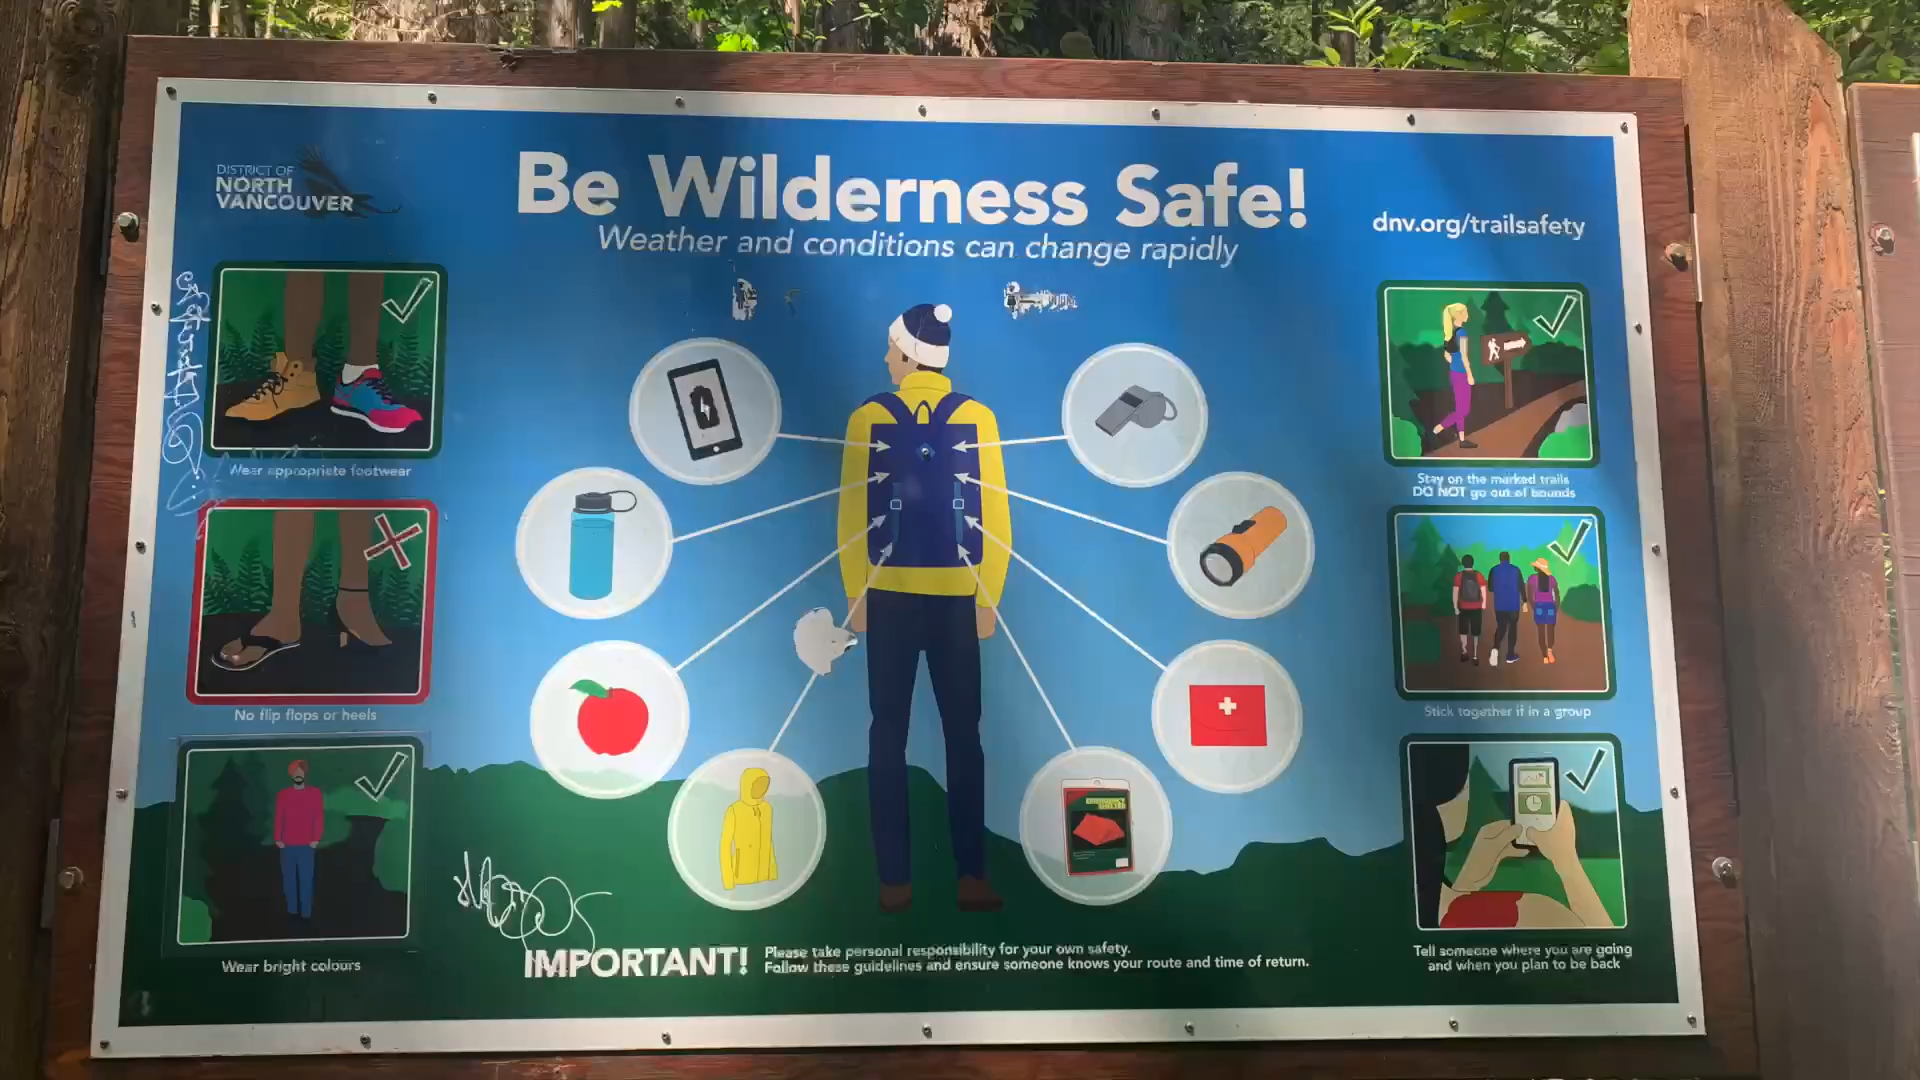 DISTRICT OF
NORTH
VANCOUVER
Be Wilderness Safe!
Weather and conditions can change rapidly
dnv.org/trailsafety
Wear appropriate footwear
No flip flops or heels
Wear bright colours
Stay on the marked trails
DO NOT go out of bounds
Stick together if in a group
Tell someone where you are going
and when you plan to be back
IMPORTANT!
Please take personal responsibility for your own safety.
Follow these guidelines and ensure someone knows your route and time of return.